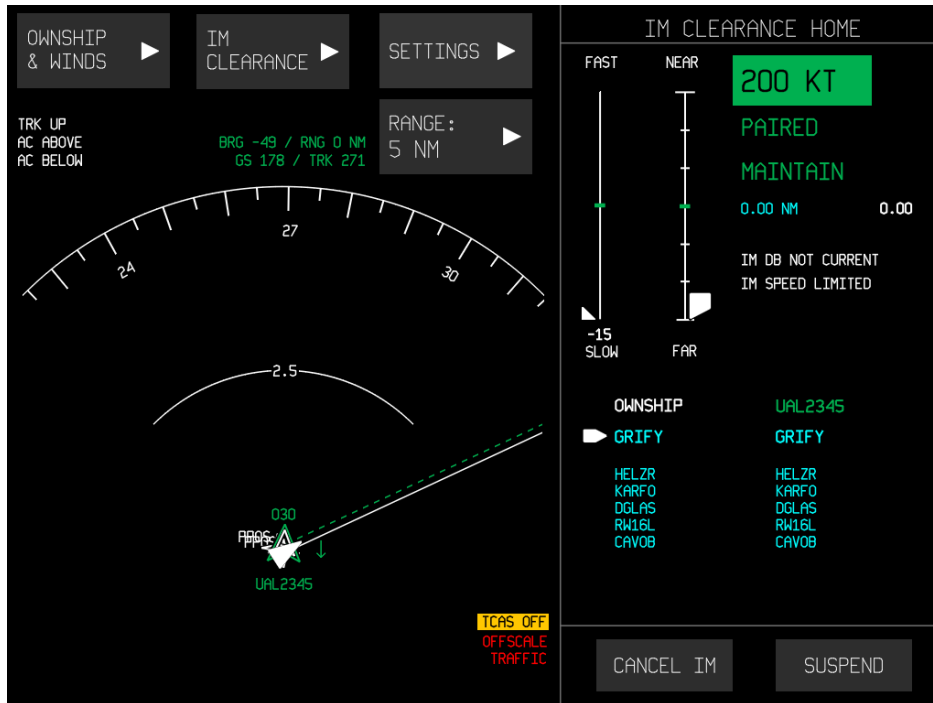 OWNSHIP
& WINDS
IM
CLEARANCE
SETTINGS
RANGE:
5 NM
TRK UP
AC ABOVE
AC BELOW
BRG -49 / RNG 0 NM
GS 178 / TRK 271
24
27
30
2.5
030
PPOS
PPOS
UAL2345
TCAS OFF
OFFSCALE
TRAFFIC
IM CLEARANCE HOME
FAST
NEAR
200 KT
PAIRED
MAINTAIN
0.00 NM
0.00
IM DB NOT CURRENT
IM SPEED LIMITED
-15
SLOW
FAR
OWNSHIP
UAL2345
GRIFY
GRIFY
HELZR
HELZR
KARFO
KARFO
DGLAS
DGLAS
RW16L
RW16L
CAVOB
CAVOB
CANCEL IM
SUSPEND